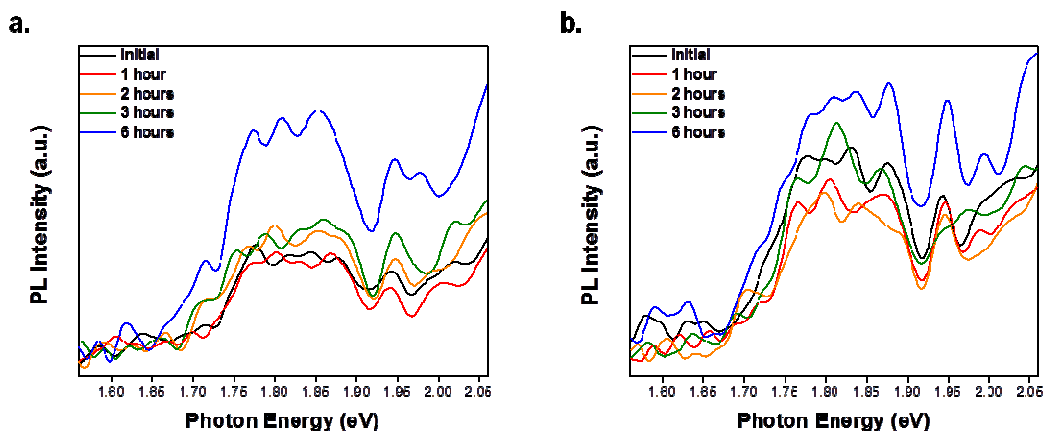 a.
PL Intensity (a.u.)
Initial
1 hour
2 hours
3 hours
6 hours
1.60 1.65 1.70 1.75 1.80 1.85 1.90 1.95 2.00 2.05
Photon Energy (eV)
b.
PL Intensity (a.u.)
Initial
1 hour
2 hours
3 hours
6 hours
1.60 1.65 1.70 1.75 1.80 1.85 1.90 1.95 2.00 2.05
Photon Energy (eV)